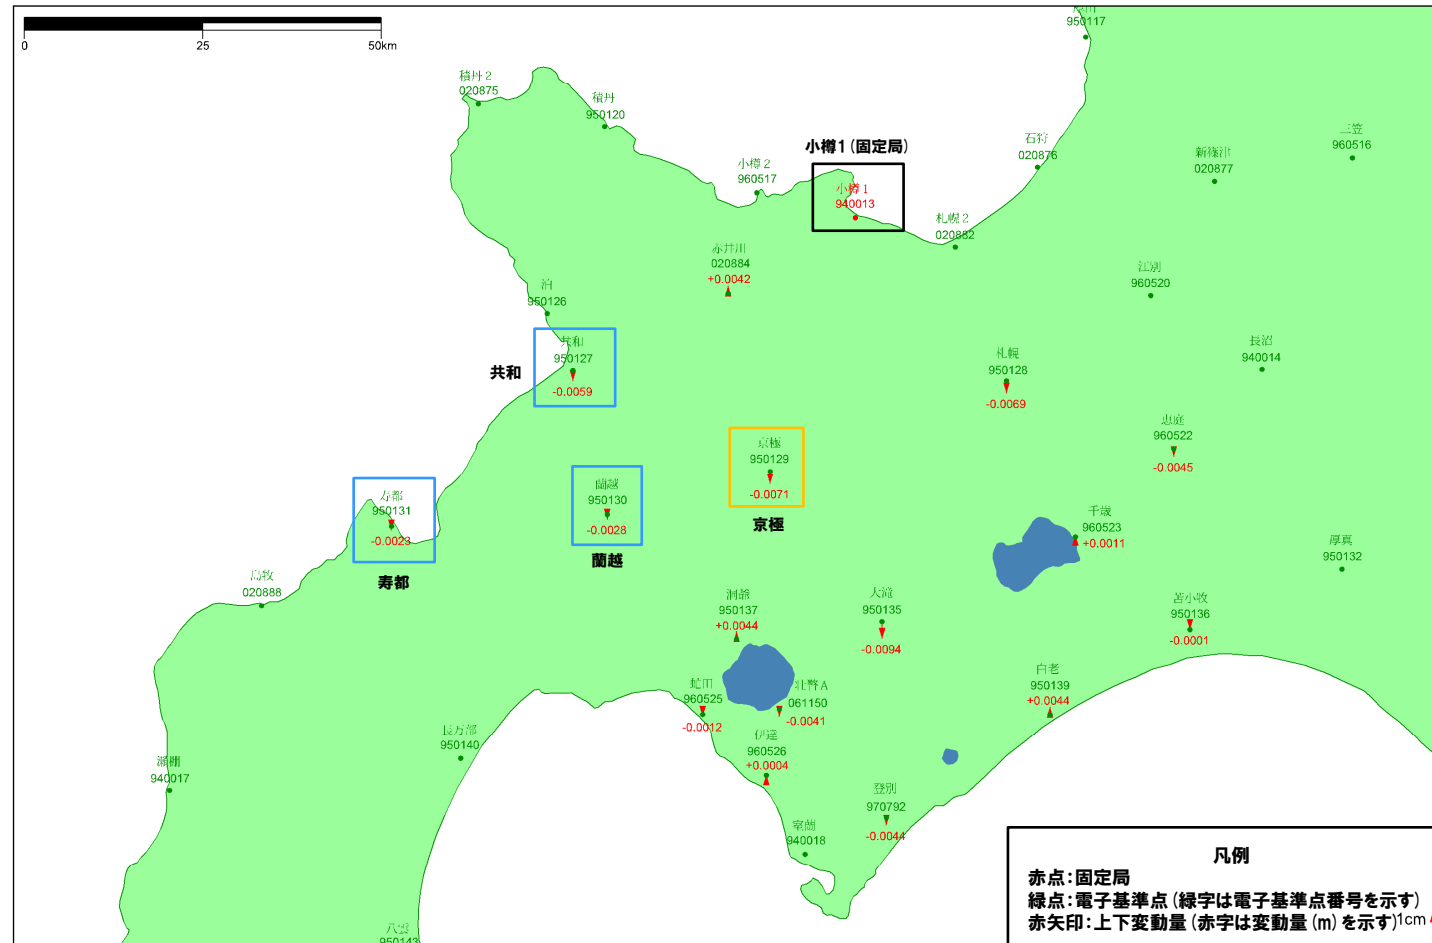 砂川
950117
0
25
50km
積丹２
020875
積丹
950120
小樽1（固定局）
小樽２
960517
小樽１
940013
石狩
020876
新篠津
020877
三笠
960516
札幌２
020882
赤井川
020884
+0.0042
江別
960520
泊
950126
共和
950127
-0.0059
共和
札幌
950128
-0.0069
長沼
940014
恵庭
960522
-0.0045
京極
950129
-0.0071
京極
寿都
950131
-0.0023
寿都
蘭越
950130
-0.0028
蘭越
千歳
960523
+0.0011
厚真
950132
島牧
020888
洞爺
950137
+0.0044
大滝
950135
-0.0094
苫小牧
950136
-0.0001
虻田
960525
-0.0012
壮瞥Ａ
061150
-0.0041
白老
950139
+0.0044
長万部
950140
伊達
960526
+0.0004
瀬棚
940017
登別
970792
-0.0044
室蘭
940018
八雲
950143
凡例
赤点：固定局
緑点：電子基準点（緑字は電子基準点番号を示す）
赤矢印：上下変動量（赤字は変動量（m）を示す）1cm